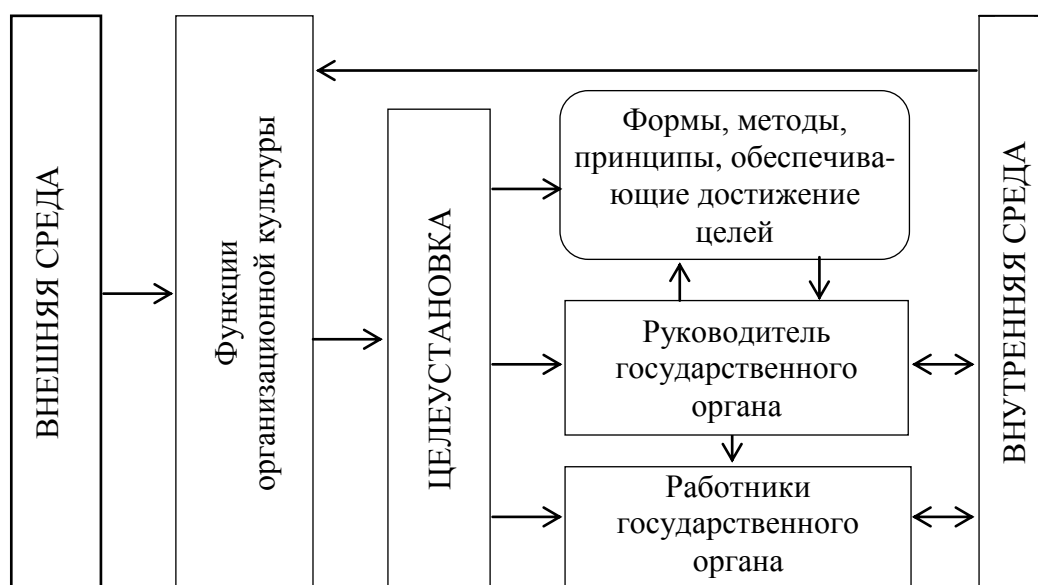 ВНЕШНЯЯ СРЕДА
Функции
организационной культуры
ЦЕЛЕУСТАНОВКА
Формы, методы,
принципы, обеспечива-
ющие достижение
целей
Руководитель
государственного
органа
Работники
государственного
органа
ВНУТРЕННЯЯ СРЕДА